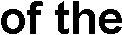 of the